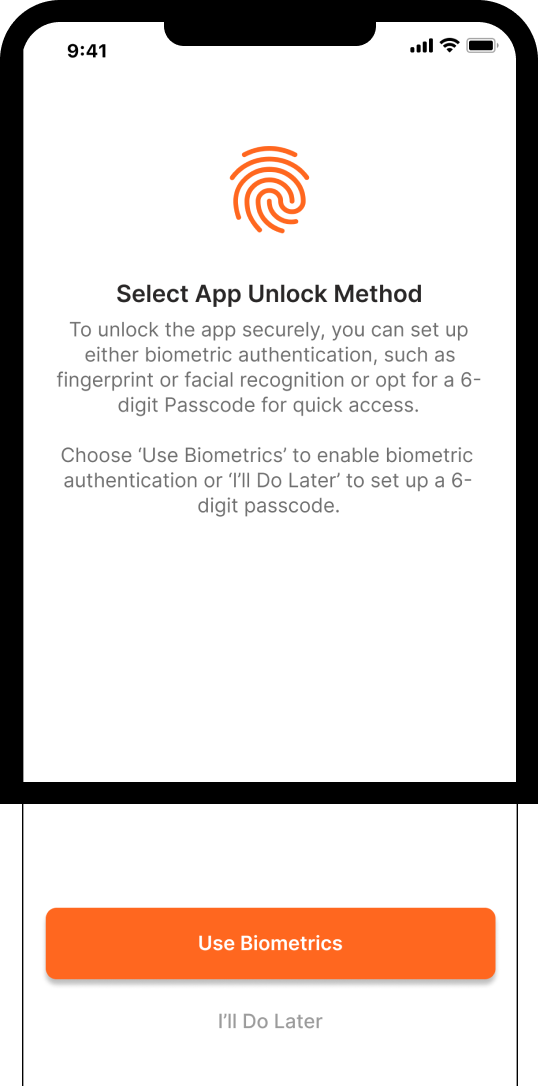 9:41
Select App Unlock Method
To unlock the app securely, you can set up
either biometric authentication, such as
fingerprint or facial recognition or opt for a 6-
digit Passcode for quick access.
Choose ‘Use Biometrics’ to enable biometric
authentication or ‘I’ll Do Later’ to set up a 6-
digit passcode.
Use Biometrics
I’ll Do Later